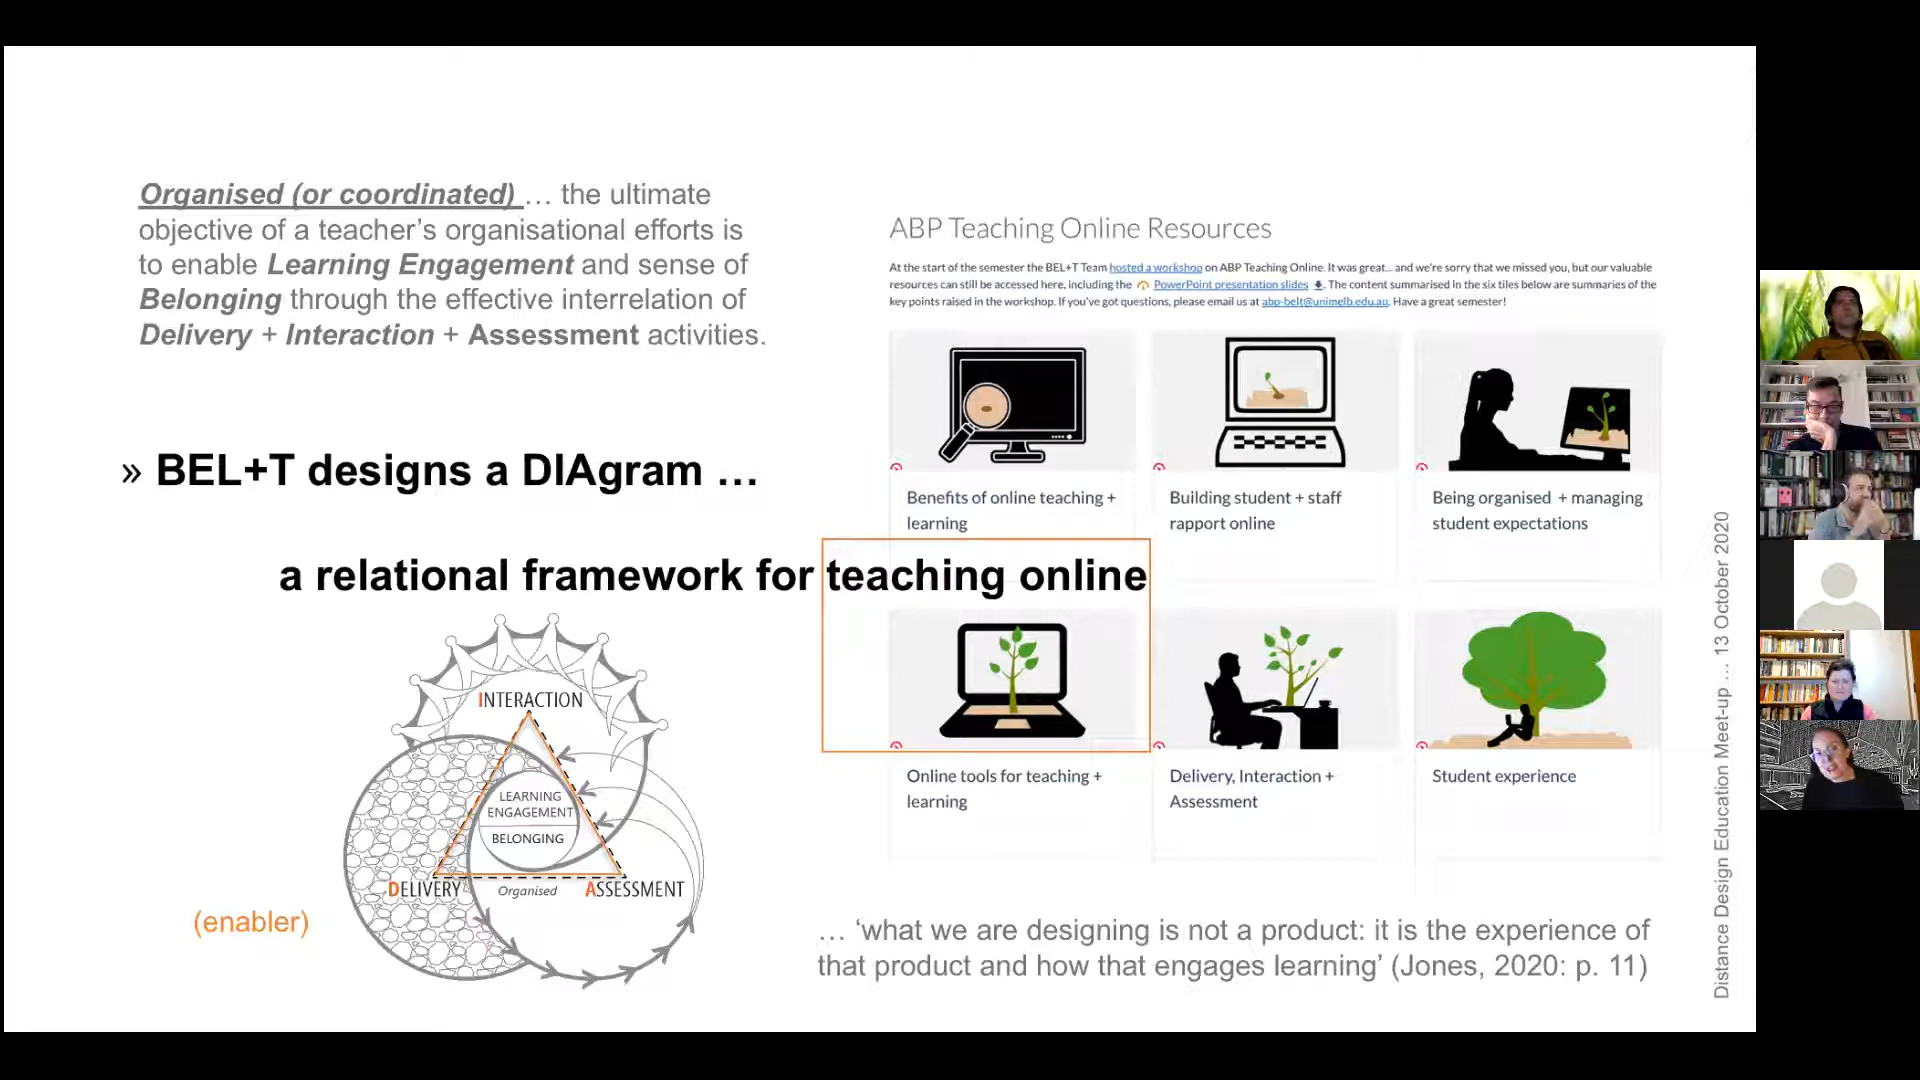 Organised (or coordinated) … the ultimate
objective of a teacher’s organisational efforts is
to enable Learning Engagement and sense of
Belonging through the effective interrelation of
Delivery + Interaction + Assessment activities.
» BEL+T designs a DIAgram …
a relational framework for teaching online
INTERACTION
LEARNING
ENGAGEMENT
BELONGING
DELIVERY
Organised
ASSESSMENT
(enabler)
ABP Teaching Online Resources
At the start of the semester the BEL+T Team hosted a workshop on ABP Teaching Online. It was great... and we're sorry that we missed you, but our valuable
resources can still be accessed here, including the PowerPoint presentation slides. The content summarised in the six tiles below are summaries of the
key points raised in the workshop. If you've got questions, please email us at abp-belt@unimelb.edu.au. Have a great semester!
Benefits of online teaching +
learning
Building student + staff
rapport online
Being organised + managing
student expectations
Online tools for teaching +
learning
Delivery, Interaction +
Assessment
Student experience
… ‘what we are designing is not a product: it is the experience of
that product and how that engages learning’ (Jones, 2020: p. 11)
Distance Design Education Meet-up … 13 October 2020